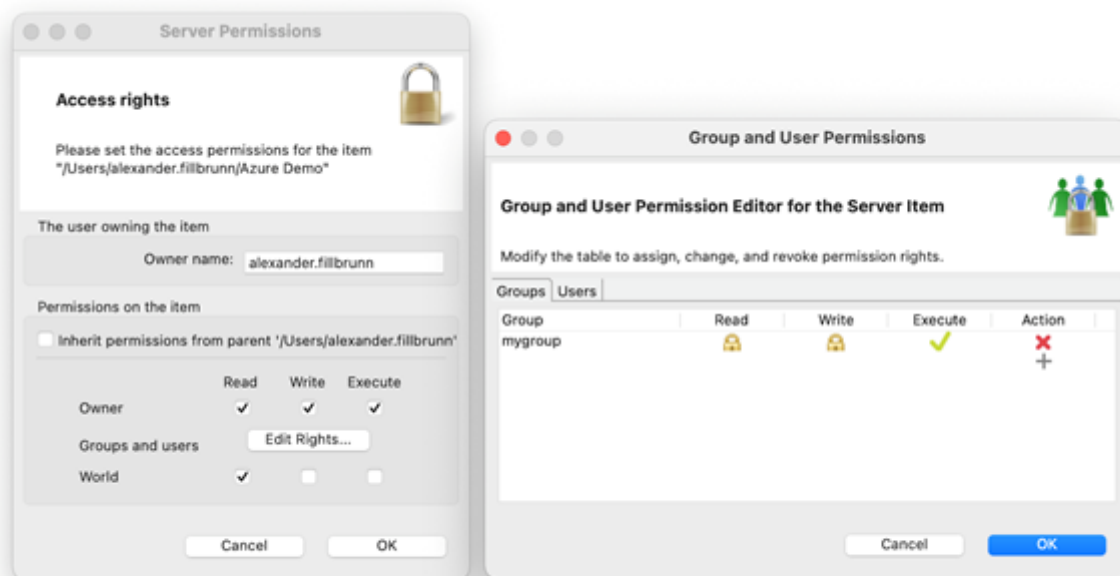 Server Permissions
Access rights
Please set the access permissions for the item
"/Users/alexander.fillbrunn/Azure Demo"
The user owning the item
Owner name: alexander.fillbrunn
Permissions on the item
Inherit permissions from parent '/Users/alexander.fillbrunn'
Read Write Execute
Owner
Groups and users Edit Rights...
World
Cancel OK
Group and User Permissions
Group and User Permission Editor for the Server Item
Modify the table to assign, change, and revoke permission rights.
Groups Users
Group Read Write Execute Action
mygroup
Cancel OK